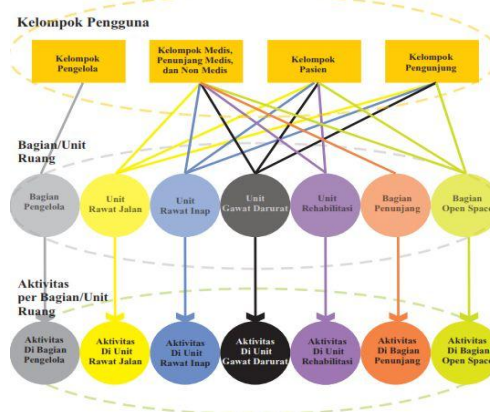 Kelompok Pengguna
Kelompok
Pengelola
Kelompok Medis,
Penunjang Medis,
dan Non Medis
Kelompok
Pasien
Kelompok
Pengunjung
Bagian/Unit
Ruang
Bagian
Pengelola
Unit
Rawat Jalan
Unit
Rawat Inap
Unit
Gawat Darurat
Unit
Rehabilitasi
Bagian
Penunjang
Bagian
Open Space
Aktivitas
per Bagian/Unit
Ruang
Aktivitas
Di Bagian
Pengelola
Aktivitas
Di Unit
Rawat Jalan
Aktivitas
Di Unit
Rawat Inap
Aktivitas
Di Unit
Gawat Darurat
Aktivitas
Di Unit
Rehabilitasi
Aktivitas
Di Bagian
Penunjang
Aktivitas
Di Bagian
Open Space